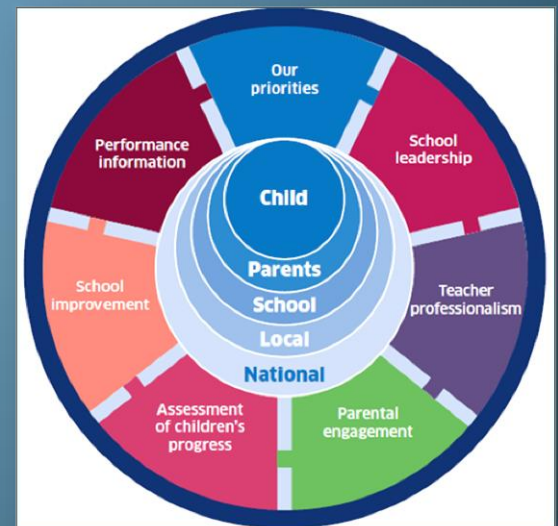 Our
priorities
School
leadership
Teacher
professionalism
Parental
engagement
Assessment
of children's
progress
School
improvement
Performance
information
Child
Parents
School
Local
National